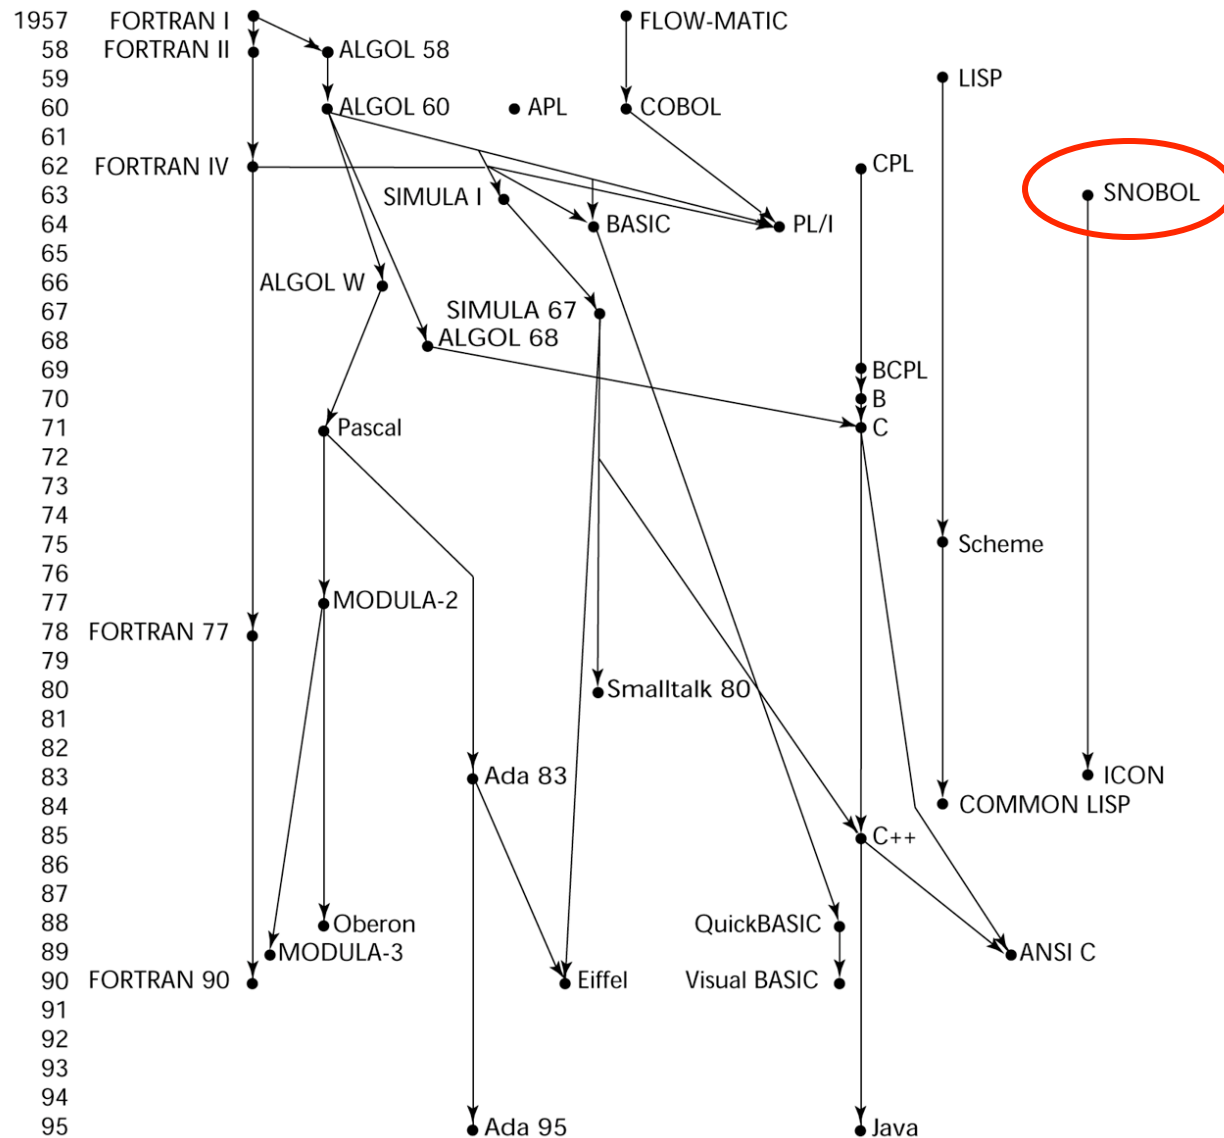 1957 FORTRAN I FLOW-MATIC
58 FORTRAN II ALGOL 58
59 LISP
60 ALGOL 60 APL COBOL
61
62 FORTRAN IV CPL
63 SIMULA I SNOBOL
64 BASIC PL/I
65
66 ALGOL W
67 SIMULA 67
68 ALGOL 68
69 BCPL
70 B
71 Pascal C
72
73
74
75 Scheme
76
77 MODULA-2
78 FORTRAN 77
79
80 Smalltalk 80
81
82
83 Ada 83 ICON
84 COMMON LISP
85 C++
86
87
88 Oberon QuickBASIC
89 MODULA-3 ANSI C
90 FORTRAN 90 Eiffel Visual BASIC
91
92
93
94
95 Ada 95 Java